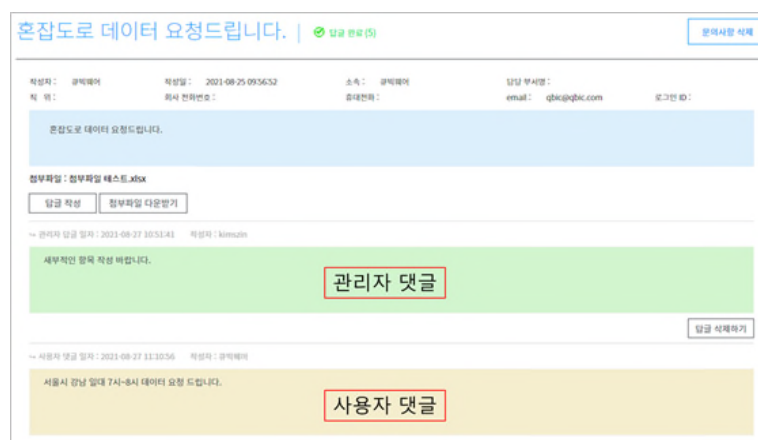 혼잡도로 데이터 요청드립니다. | 답글 완료 (5) 문의사항 삭제
작성자 : 큐빅웨어 작성일 : 2021-08-25 09:56:52 소속 : 큐빅웨어 담당 부서명 :
직 위 : 회사 전화번호 : 휴대전화 : email : qbic@qbic.com 로그인 ID :
혼잡도로 데이터 요청드립니다.
첨부파일 : 첨부파일 테스트.xlsx
답글 작성 첨부파일 다운받기
관리자 답글 일자 : 2021-08-27 10:51:41 작성자 : kimszin
세부적인 항목 작성 바랍니다.
관리자 댓글
답글 삭제하기
사용자 댓글 일자 : 2021-08-27 11:10:56 작성자 : 큐빅웨어
서울시 강남 일대 7시~8시 데이터 요청 드립니다.
사용자 댓글